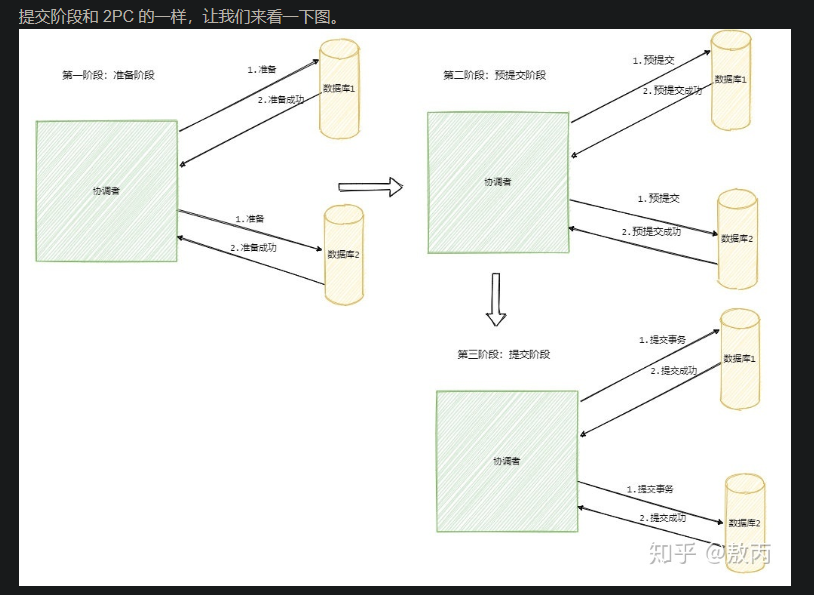 提交阶段和 2PC 的一样，让我们来看一下图。
第一阶段：准备阶段
1.准备
数据库1
2.准备成功
协调者
1.准备
2.准备成功
数据库2
第二阶段：预提交阶段
1.预提交
数据库1
2.预提交成功
协调者
1.预提交
2.预提交成功
数据库2
第三阶段：提交阶段
1.提交事务
数据库1
2.提交成功
协调者
1.提交事务
2.提交成功
数据库2
知乎 @敖丙